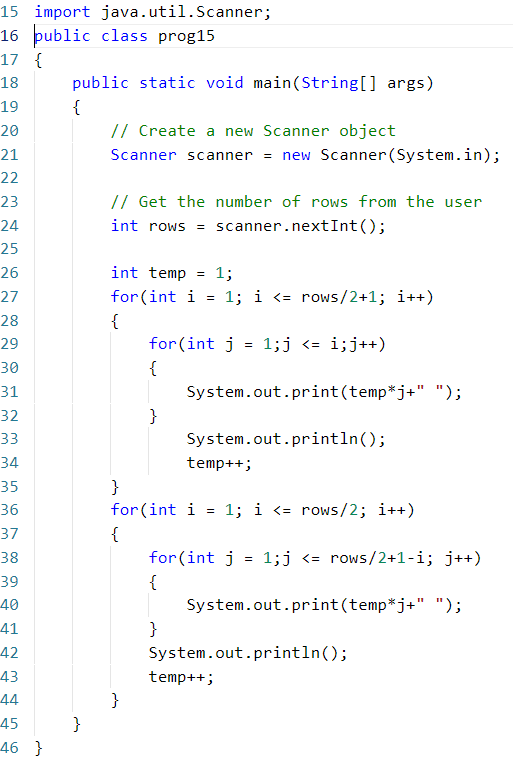 15 import java.util.Scanner;
16 public class prog15
17 {
18     public static void main(String[] args)
19     {
20         // Create a new Scanner object
21         Scanner scanner = new Scanner(System.in);
22
23         // Get the number of rows from the user
24         int rows = scanner.nextInt();
25
26         int temp = 1;
27         for(int i = 1; i <= rows/2+1; i++)
28         {
29             for(int j = 1;j <= i;j++)
30             {
31                 System.out.print(temp*j+" ");
32             }
33                 System.out.println();
34                 temp++;
35         }
36         for(int i = 1; i <= rows/2; i++)
37         {
38             for(int j = 1;j <= rows/2+1-i; j++)
39             {
40                 System.out.print(temp*j+" ");
41             }
42             System.out.println();
43             temp++;
44         }
45     }
46 }